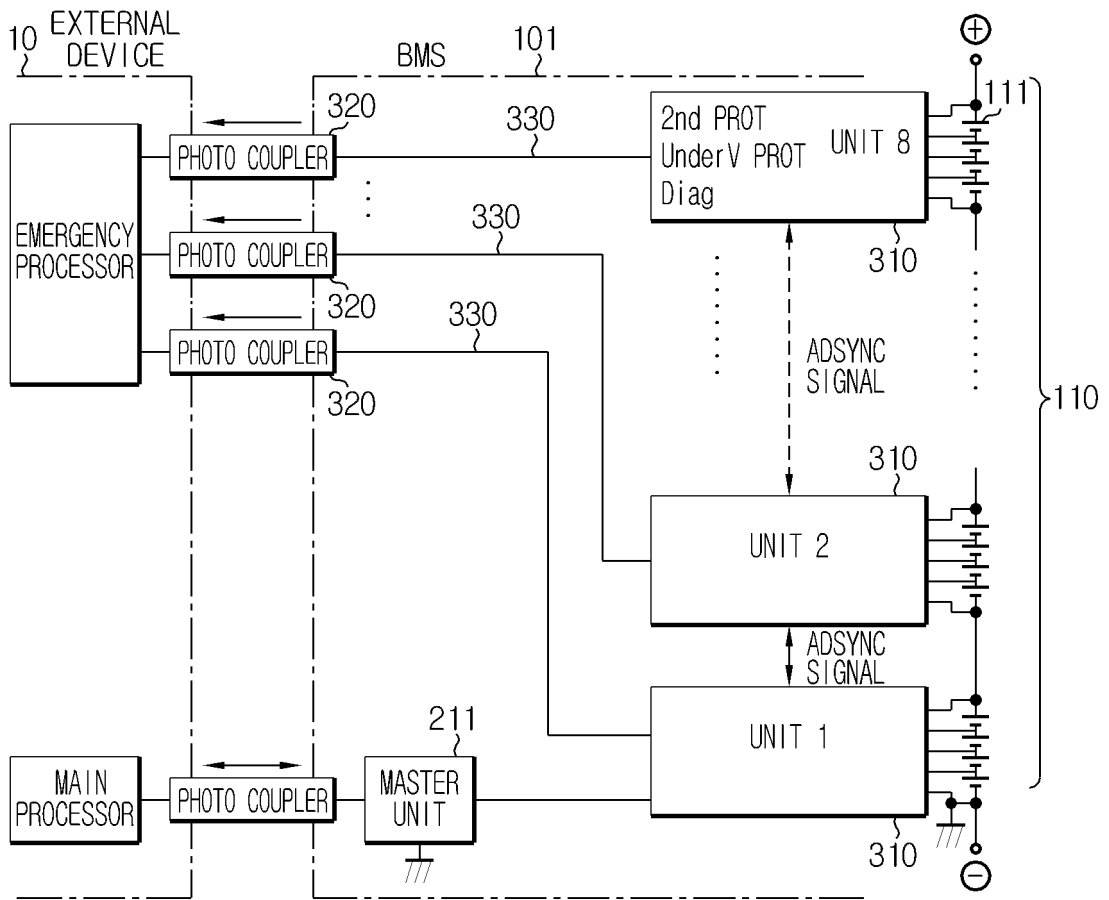 EXTERNAL
DEVICE
10
BMS
101
+
111
320
330
PHOTO COUPLER
2nd PROT
UnderV PROT
Diag
UNIT 8
310
EMERGENCY
PROCESSOR
330
PHOTO COUPLER
320
330
PHOTO COUPLER
320
ADSYNC
SIGNAL
110
310
UNIT 2
ADSYNC
SIGNAL
UNIT 1
310
211
MAIN
PROCESSOR
PHOTO COUPLER
MASTER
UNIT
−